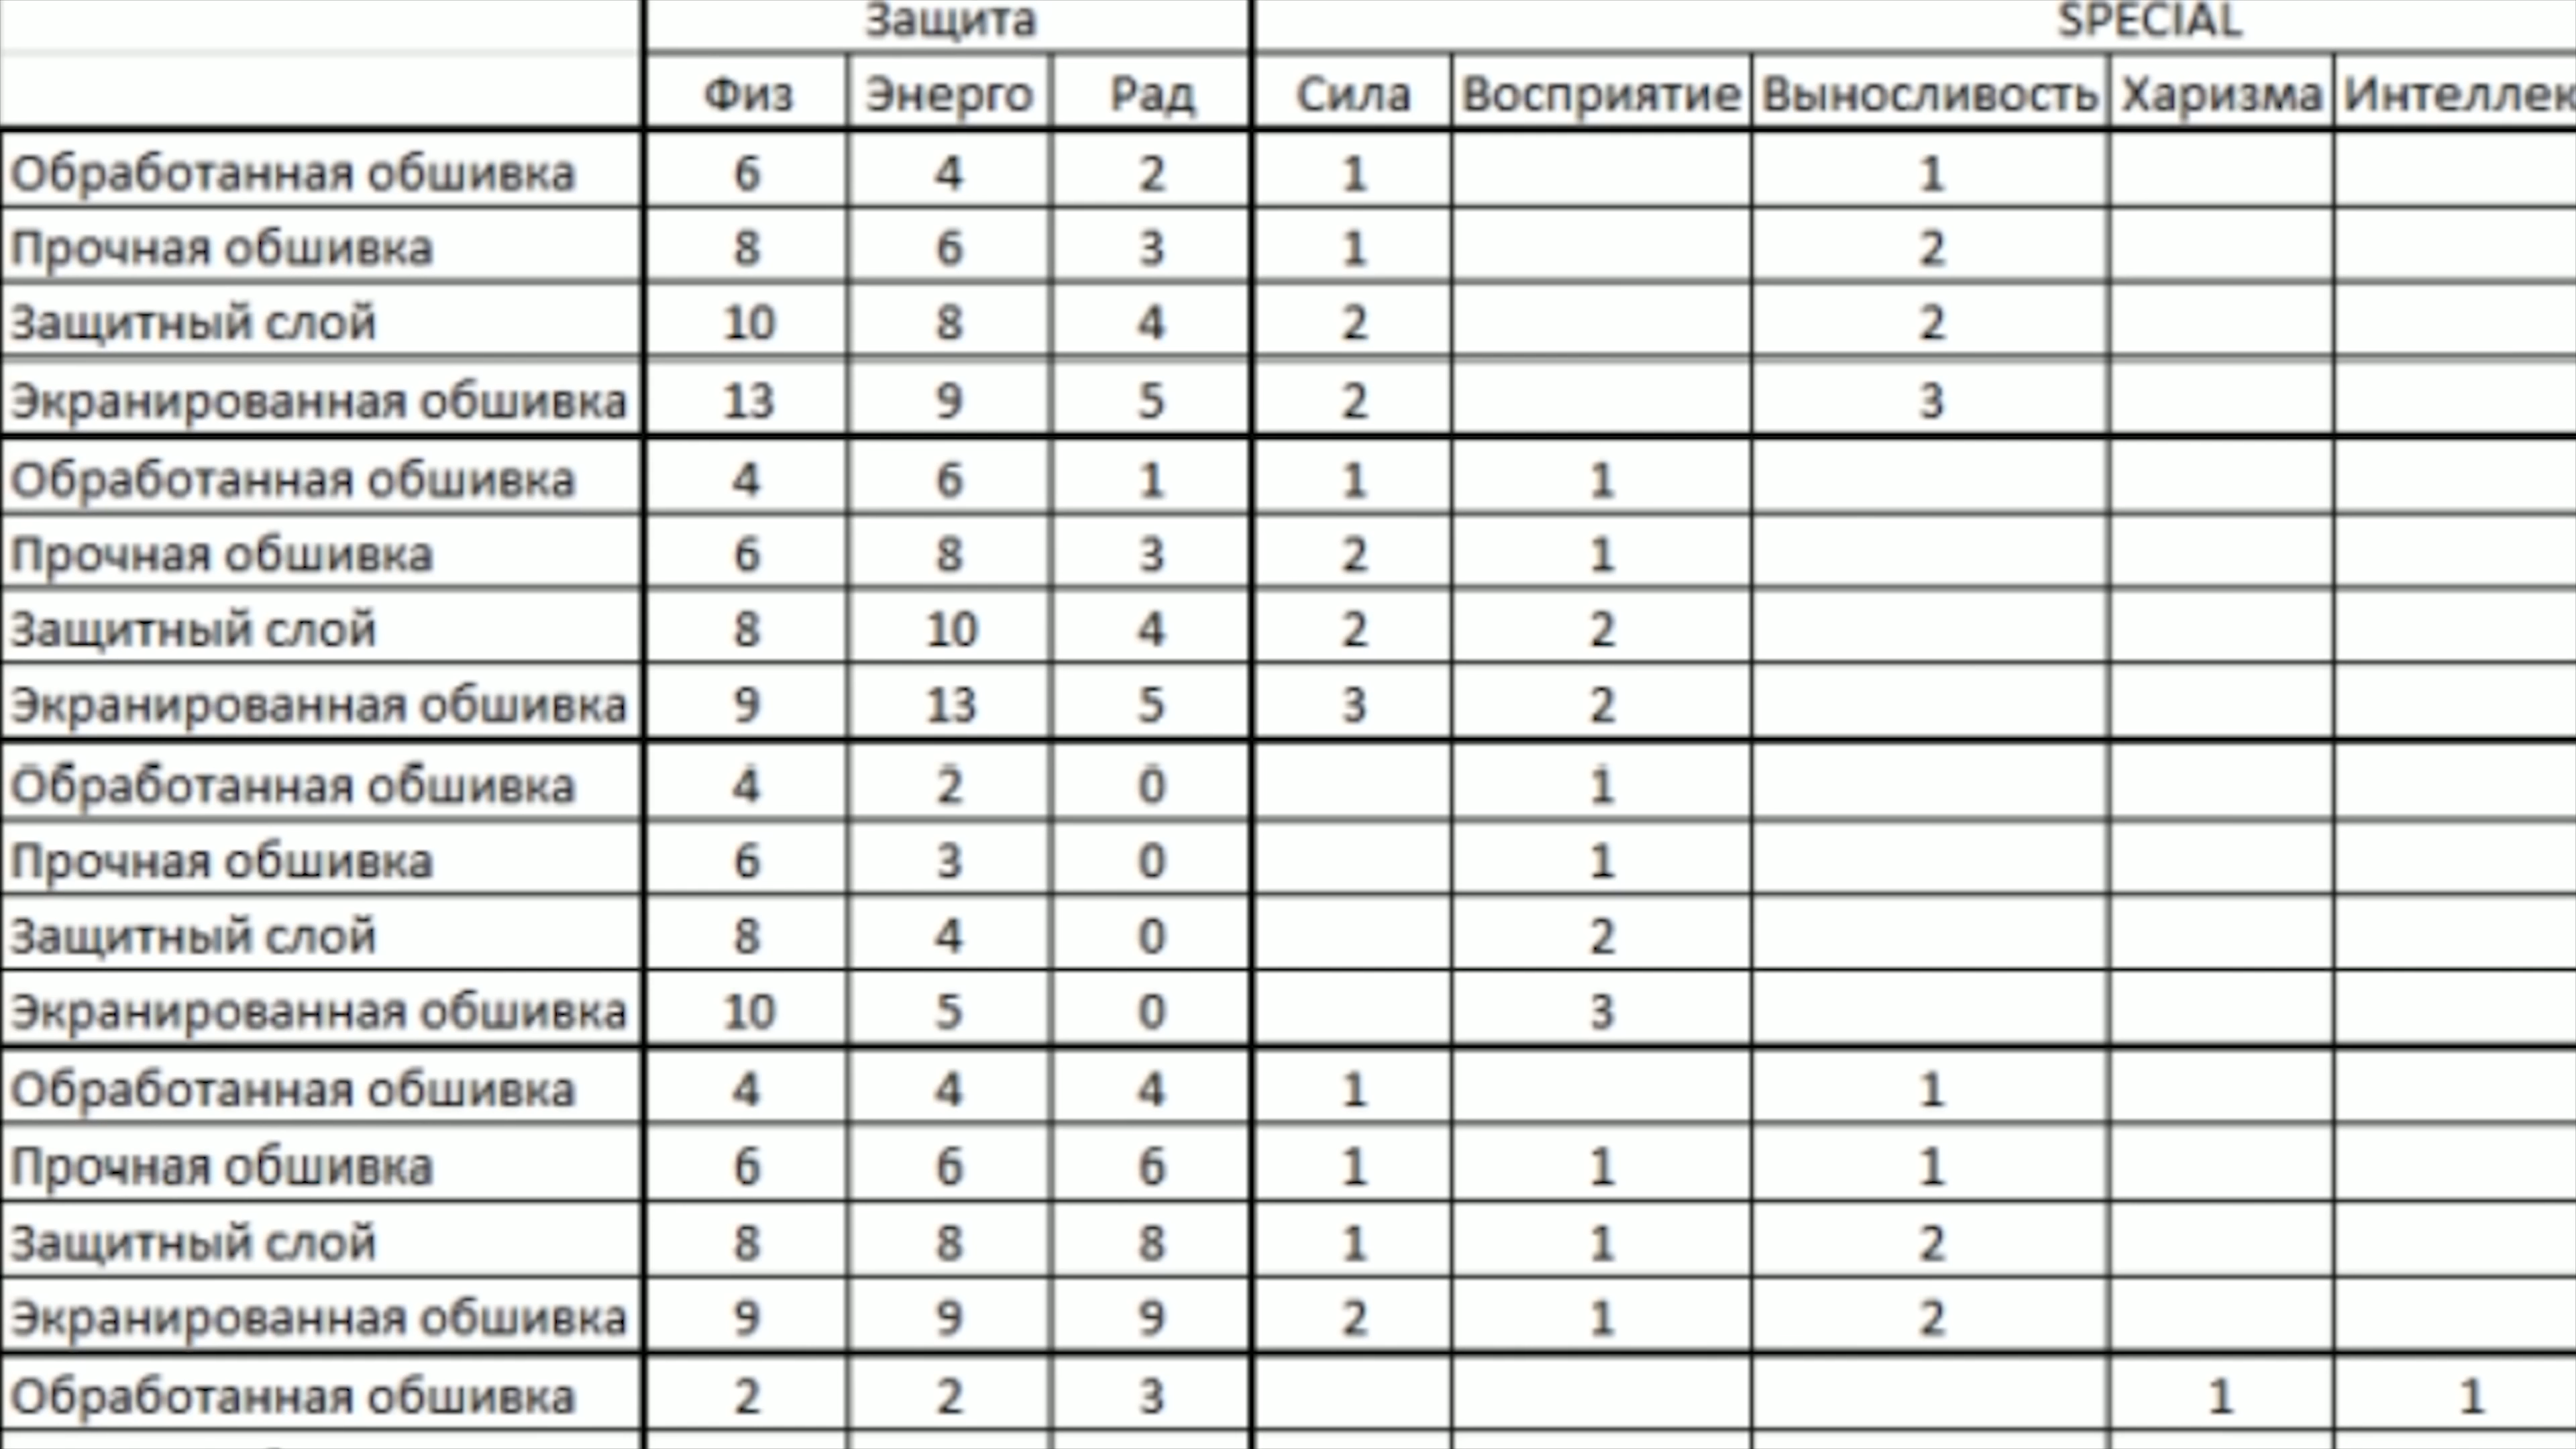 Защита SPECIAL
Физ Энерго Рад Сила Восприятие Выносливость Харизма Интеллек
Обработанная обшивка 6 4 2 1 1
Прочная обшивка 8 6 3 1 2
Защитный слой 10 8 4 2 2
Экранированная обшивка 13 9 5 2 3
Обработанная обшивка 4 6 1 1 1
Прочная обшивка 6 8 3 2 1
Защитный слой 8 10 4 2 2
Экранированная обшивка 9 13 5 3 2
Обработанная обшивка 4 2 0 1
Прочная обшивка 6 3 0 1
Защитный слой 8 4 0 2
Экранированная обшивка 10 5 0 3
Обработанная обшивка 4 4 4 1 1
Прочная обшивка 6 6 6 1 1 1
Защитный слой 8 8 8 1 1 2
Экранированная обшивка 9 9 9 2 1 2
Обработанная обшивка 2 2 3 1 1